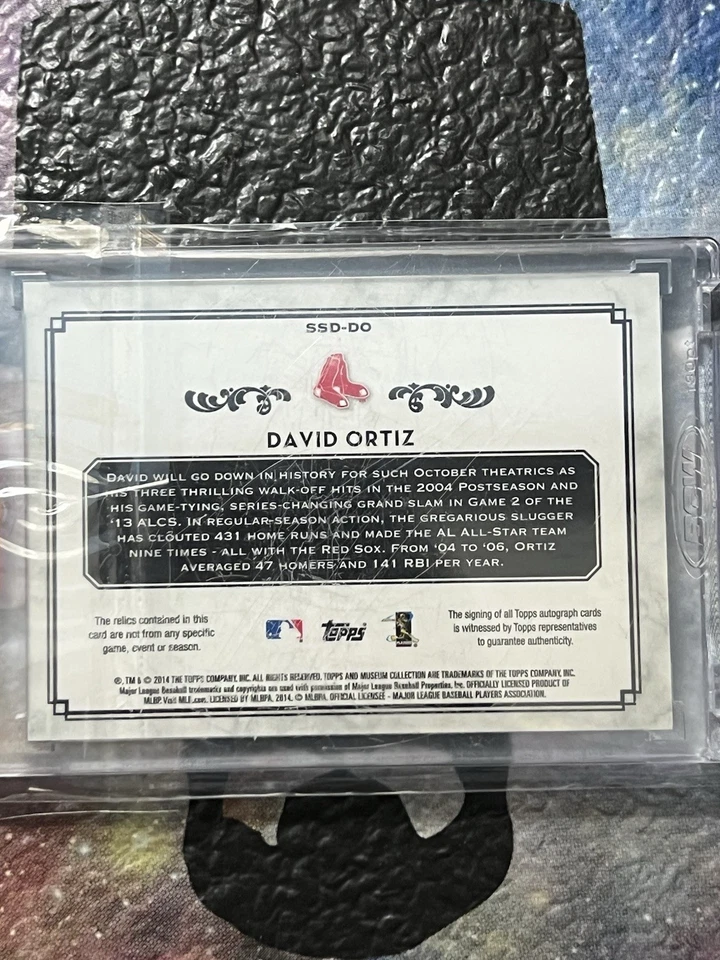 SSD-DO
DAVID ORTIZ
DAVID WILL GO DOWN IN HISTORY FOR SUCH OCTOBER THEATRICS AS
HIS THREE THRILLING WALK-OFF HITS IN THE 2004 POSTSEASON AND
HIS GAME-TYING, SERIES-CHANGING GRAND SLAM IN GAME 2 OF THE
'13 ALCS. IN REGULAR-SEASON ACTION, THE GREGARIOUS SLUGGER
HAS CLOUTED 431 HOME RUNS AND MADE THE AL ALL-STAR TEAM
NINE TIMES - ALL WITH THE RED SOX. FROM '04 TO '06, ORTIZ
AVERAGED 47 HOMERS AND 141 RBI PER YEAR.
The relics contained in this
card are not from any specific
game, event or season.
Topps
The signing of all Topps autograph cards
is witnessed by Topps representatives
to guarantee authenticity.
®, TM & © 2014 THE TOPPS COMPANY, INC. ALL RIGHTS RESERVED. TOPPS AND MUSEUM COLLECTION ARE TRADEMARKS OF THE TOPPS COMPANY, INC.
Major League Baseball trademarks and copyrights are used with permission of Major League Baseball Properties, Inc. OFFICIALLY LICENSED PRODUCT OF
MLBP. Visit MLB.com. LICENSED BY MLBPA, 2014. © MLBPA. OFFICIAL LICENSEE - MAJOR LEAGUE BASEBALL PLAYERS ASSOCIATION.